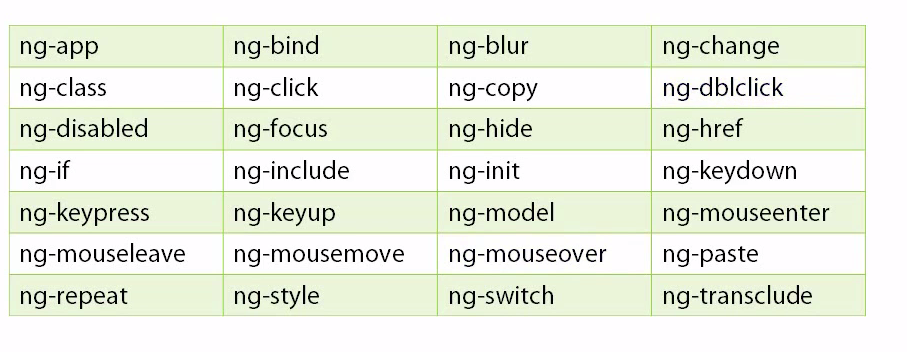 ng-app ng-bind ng-blur ng-change
ng-class ng-click ng-copy ng-dblclick
ng-disabled ng-focus ng-hide ng-href
ng-if ng-include ng-init ng-keydown
ng-keypress ng-keyup ng-model ng-mouseenter
ng-mouseleave ng-mousemove ng-mouseover ng-paste
ng-repeat ng-style ng-switch ng-transclude